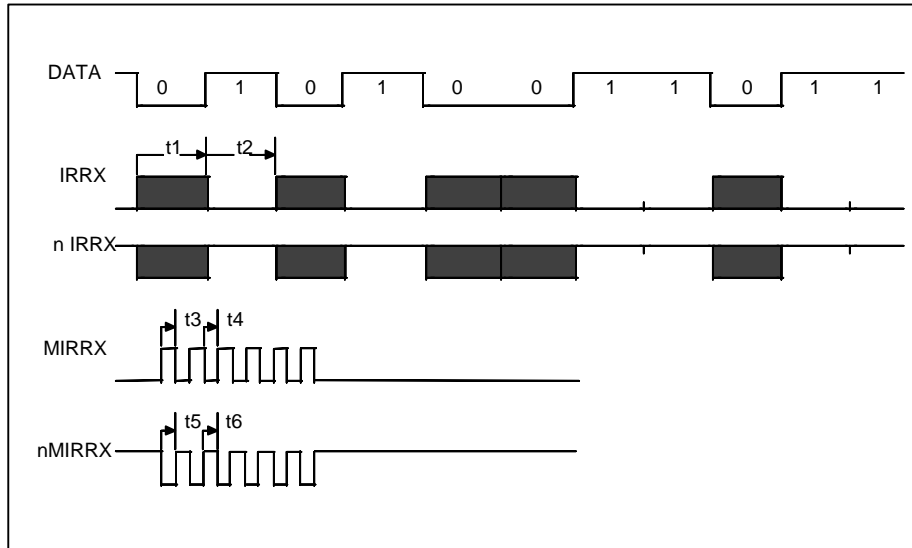 DATA
0 1 0 1 0 0 1 1 0 1 1
t1 t2
IRRX
n IRRX
t3 t4
MIRRX
t5 t6
nMIRRX